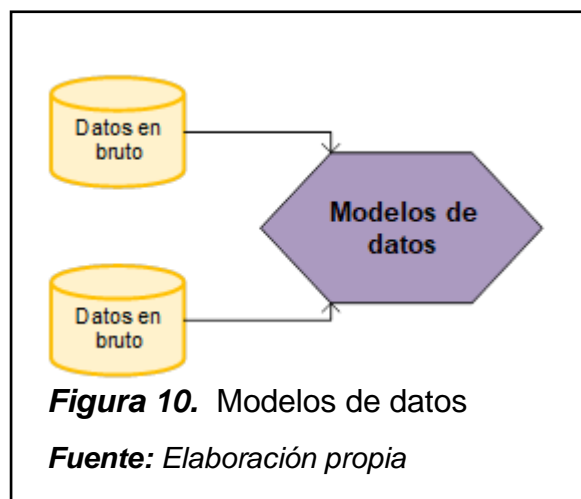 Datos en
bruto
Modelos de
datos
Datos en
bruto
Figura 10. Modelos de datos
Fuente: Elaboración propia